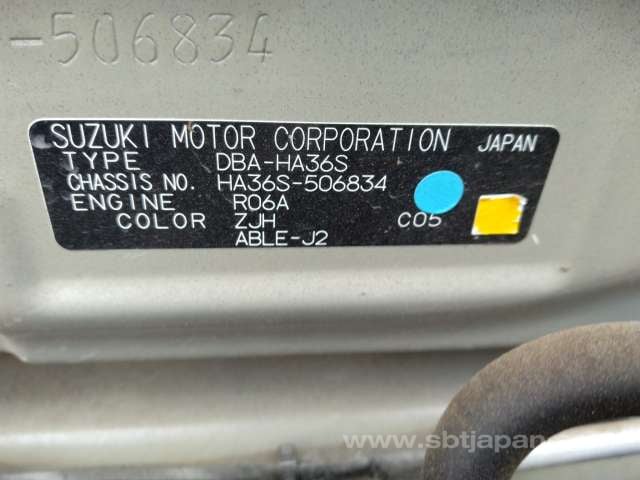 -506834
SUZUKI MOTOR CORPORATION JAPAN
TYPE DBA-HA36S
CHASSIS NO. HA36S-506834
ENGINE R06A
COLOR ZJH C05
ABLE-J2
www.sbtjapan